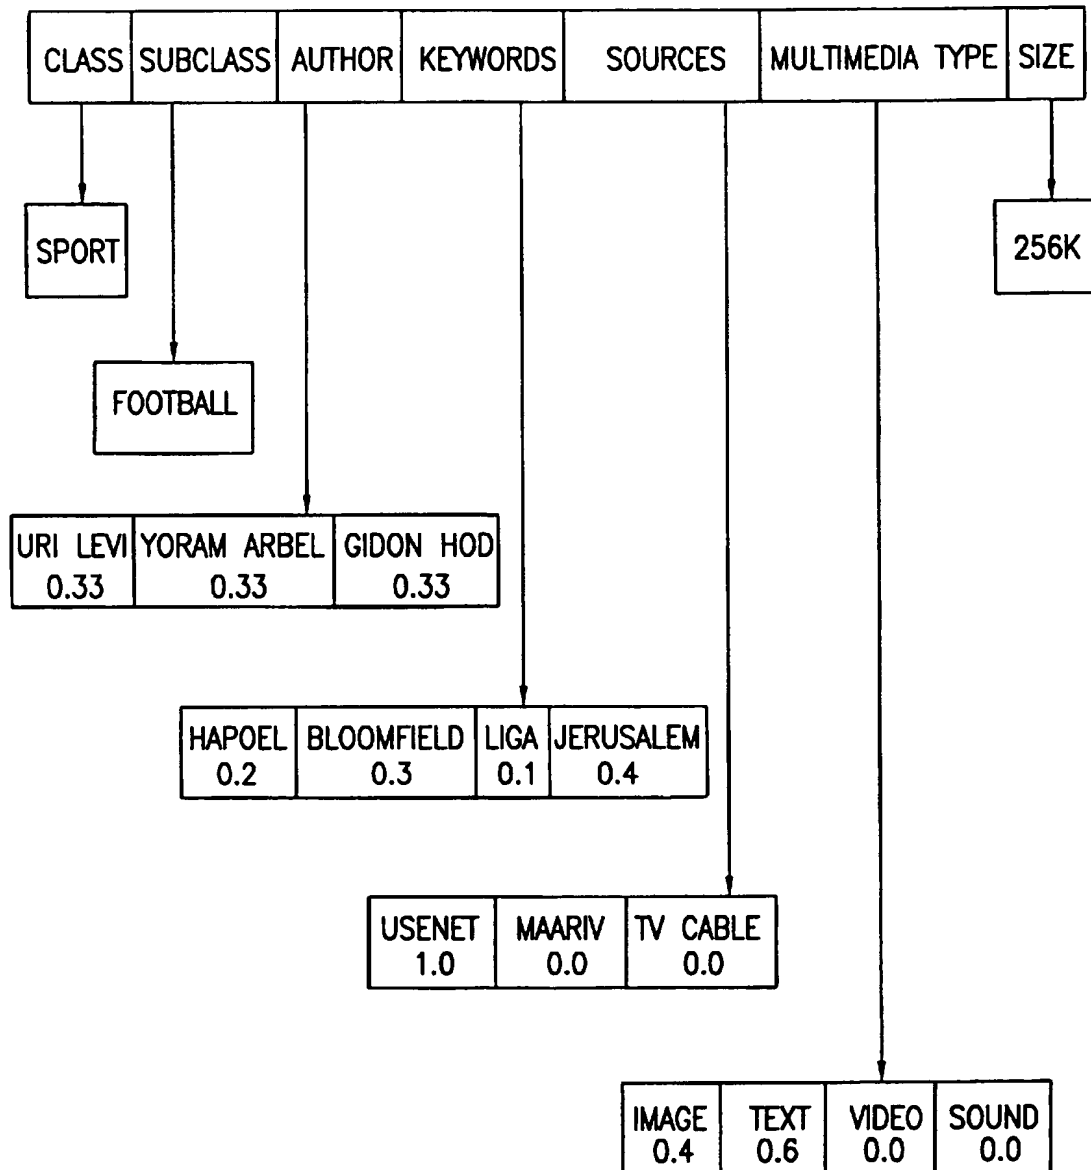 CLASS SUBCLASS AUTHOR KEYWORDS SOURCES MULTIMEDIA TYPE SIZE
SPORT
256K
FOOTBALL
URI LEVI YORAM ARBEL GIDON HOD
0.33 0.33 0.33
HAPOEL BLOOMFIELD LIGA JERUSALEM
0.2 0.3 0.1 0.4
USENET MAARIV TV CABLE
1.0 0.0 0.0
IMAGE TEXT VIDEO SOUND
0.4 0.6 0.0 0.0